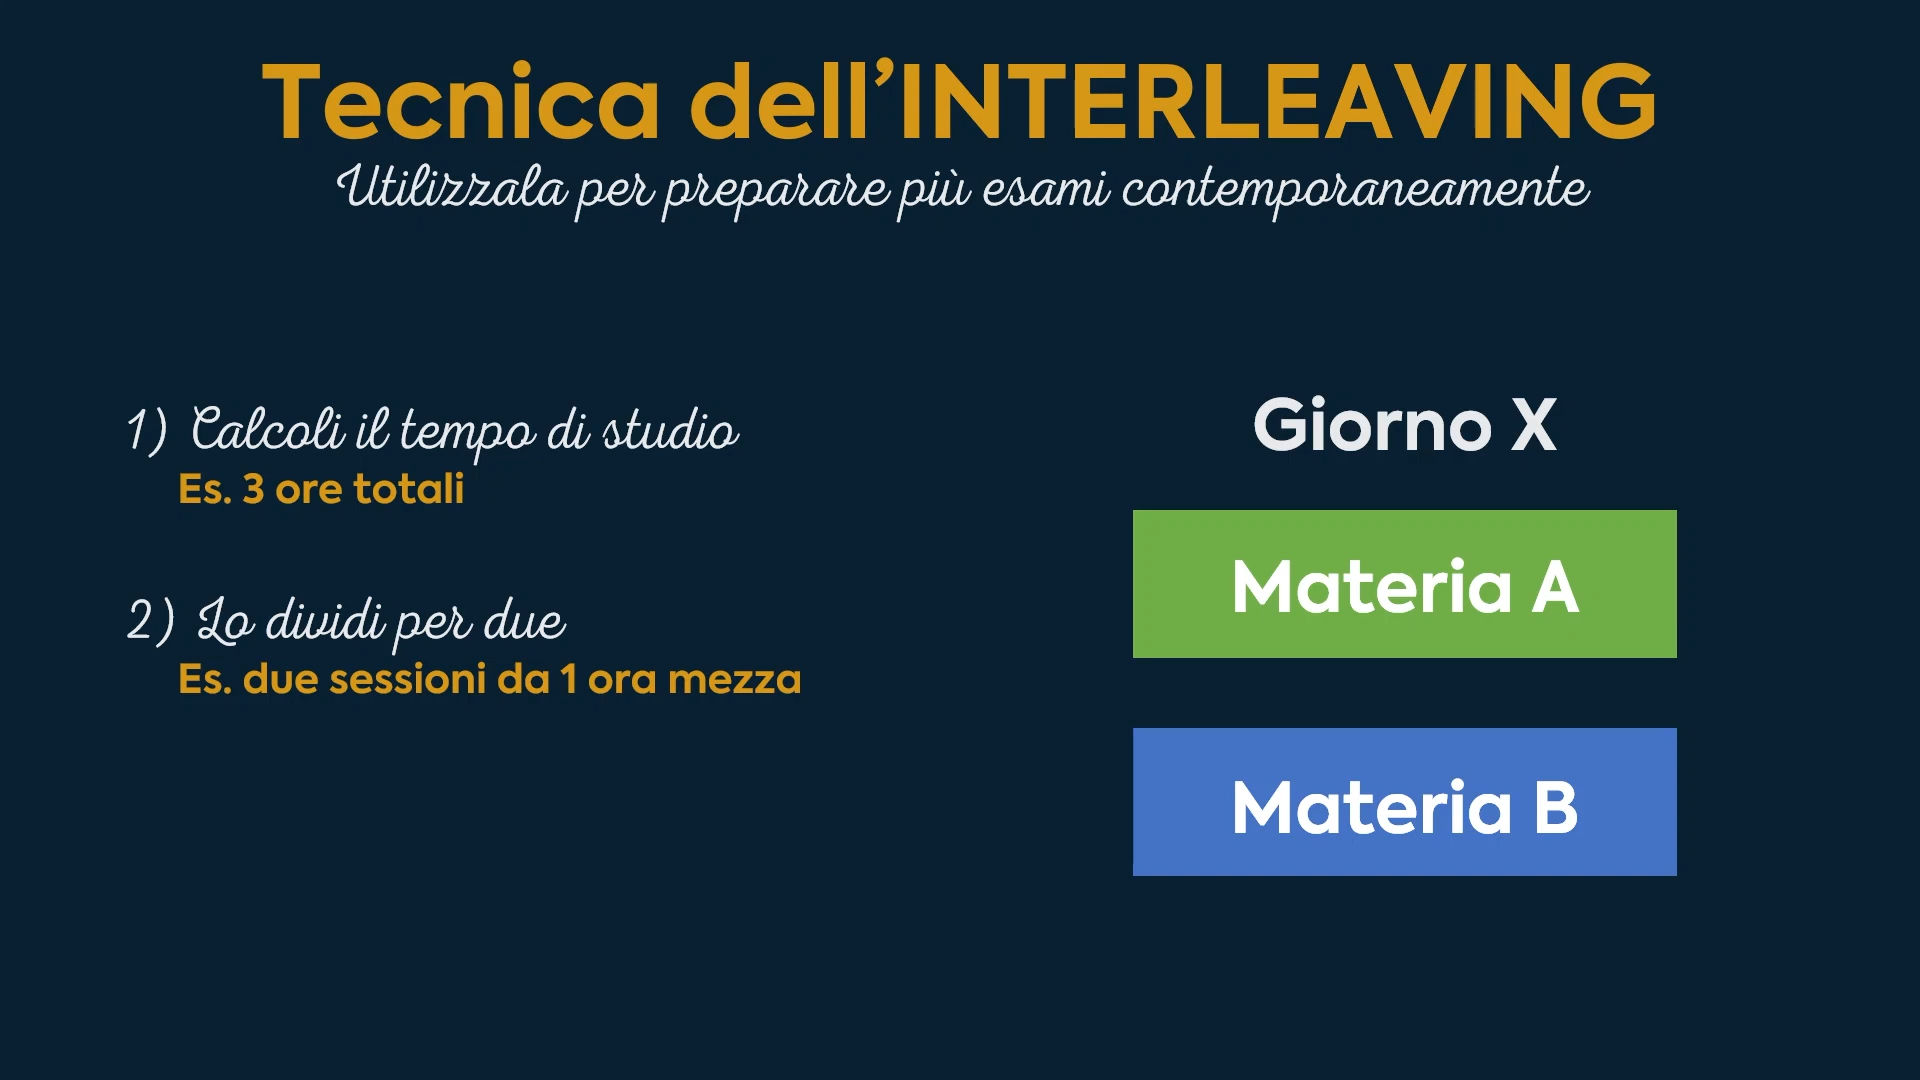 Tecnica dell’INTERLEAVING
Utilizzala per preparare più esami contemporaneamente
1) Calcoli il tempo di studio
Es. 3 ore totali
2) Lo dividi per due
Es. due sessioni da 1 ora mezza
Giorno X
Materia A
Materia B